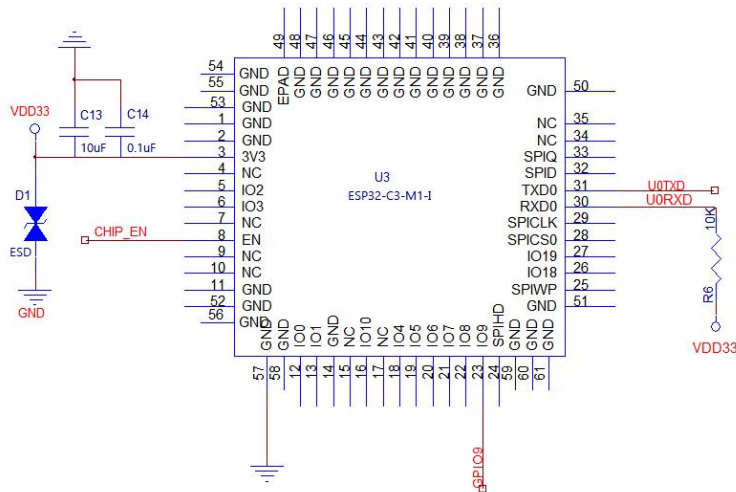 49 48 47 46 45 44 43 42 41 40 39 38 37 36
EPAD GND GND GND GND GND GND GND GND GND GND GND GND GND
54 GND
55 GND
53 GND
1 GND
2 GND
3 3V3
4 NC
5 IO2
6 IO3
7 NC
8 EN
9 NC
10 NC
11 GND
52 GND
56 GND
GND 50
NC 35
NC 34
SPIQ 33
SPID 32
TXD0 31
RXD0 30
SPICLK 29
SPICS0 28
IO19 27
IO18 26
SPIWP 25
GND 51
U3
ESP32-C3-M1-I
GND GND IO0 IO1 GND NC IO10 NC IO4 IO5 IO6 IO7 IO8 IO9 SPIHD GND GND GND
57 58 12 13 14 15 16 17 18 19 20 21 22 23 24 59 60 61
VDD33
C13
10uF
C14
0.1uF
D1
ESD
GND
CHIP_EN
U0TXD
U0RXD
10K
R6
VDD33
GPIO9